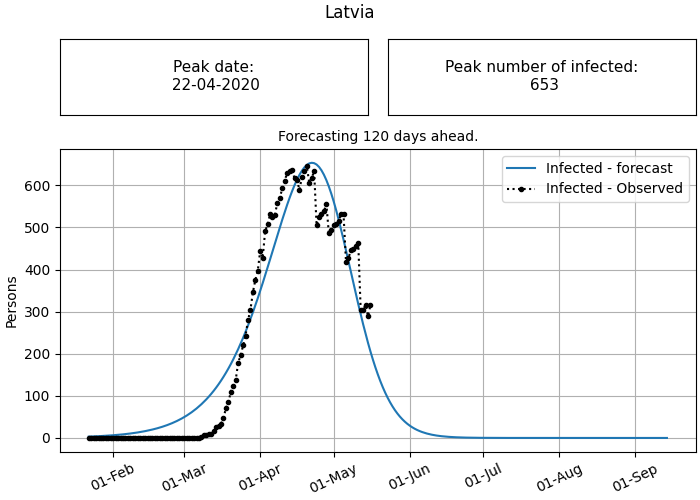 Latvia
Peak date:
22-04-2020
Peak number of infected:
653
Forecasting 120 days ahead.
Infected - forecast
Infected - Observed
Persons
600
500
400
300
200
100
0
01-Feb
01-Mar
01-Apr
01-May
01-Jun
01-Jul
01-Aug
01-Sep